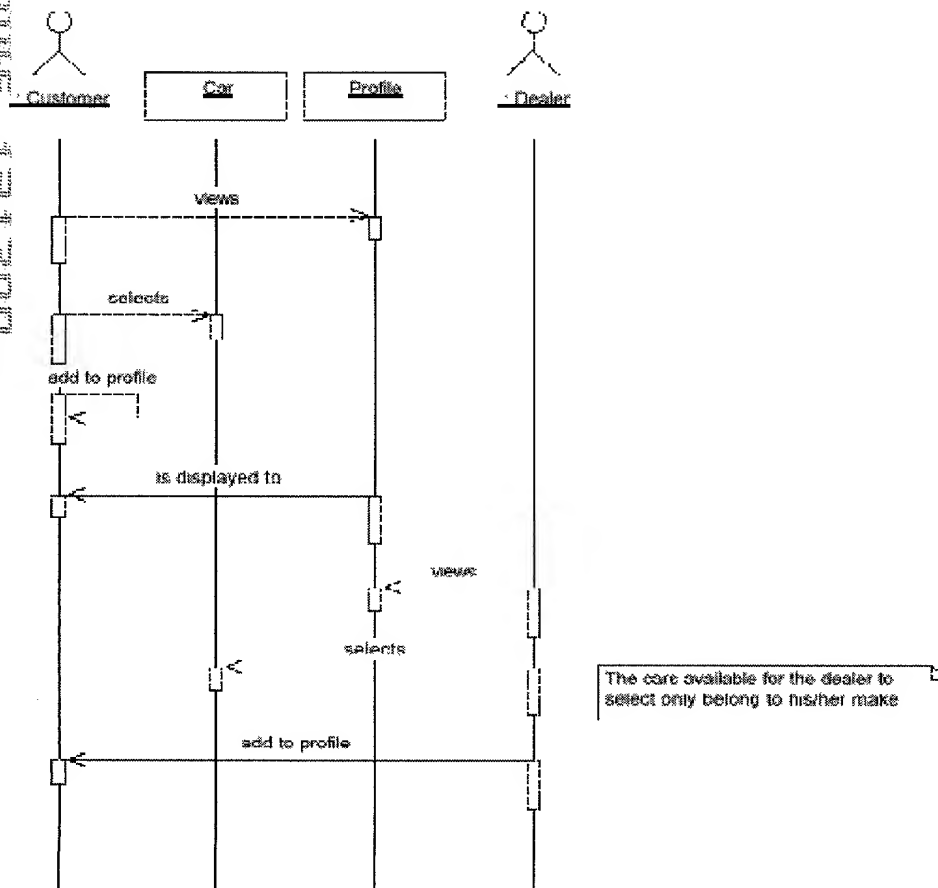 : Customer
Car
Profile
: Dealer
views
selects
add to profile
is displayed to
views
selects
The cars available for the dealer to
select only belong to his/her make
add to profile